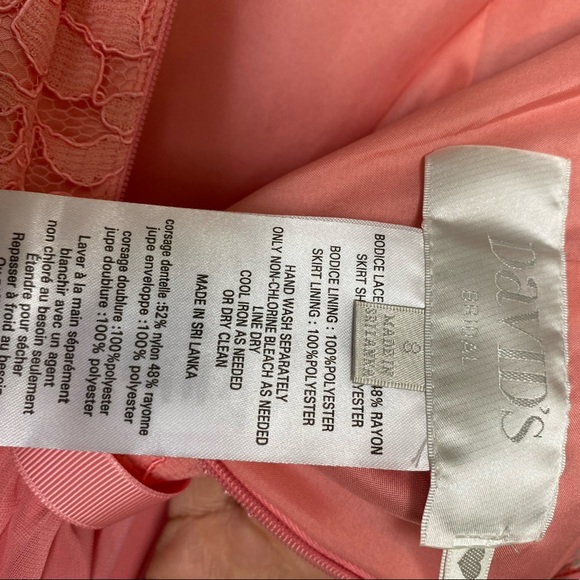 DAVID'S
BRIDAL
8
MADE IN
SRI LANKA
BODICE LACE 48% RAYON
SKIRT SH POLYESTER
BODICE LINING : 100%POLYESTER
SKIRT LINING : 100%POLYESTER
HAND WASH SEPARATELY
ONLY NON-CHLORINE BLEACH AS NEEDED
LINE DRY
COOL IRON AS NEEDED
OR DRY CLEAN
MADE IN SRI LANKA
corsage dentelle :52% nylon 48% rayonne
jupe enveloppe :100% polyester
corsage doublure :100%polyester
jupe doublure :100% polyester
Laver à la main séparément
blanchir avec un agent
non chloré au besoin seulement
Étendre pour sécher
Repasser à froid au besoin